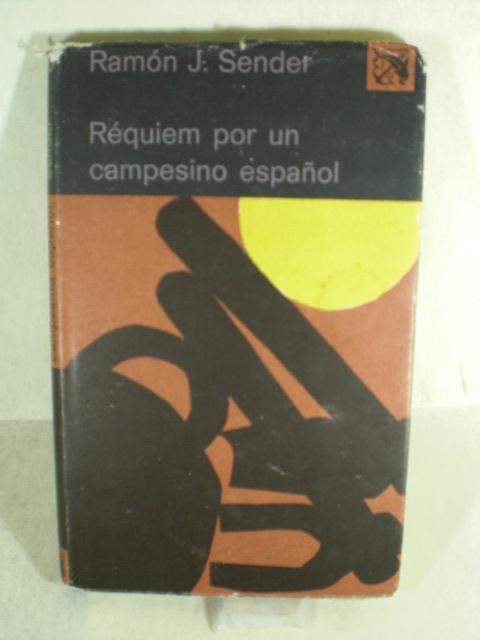 Ramón J. Sender
Réquiem por un
campesino español